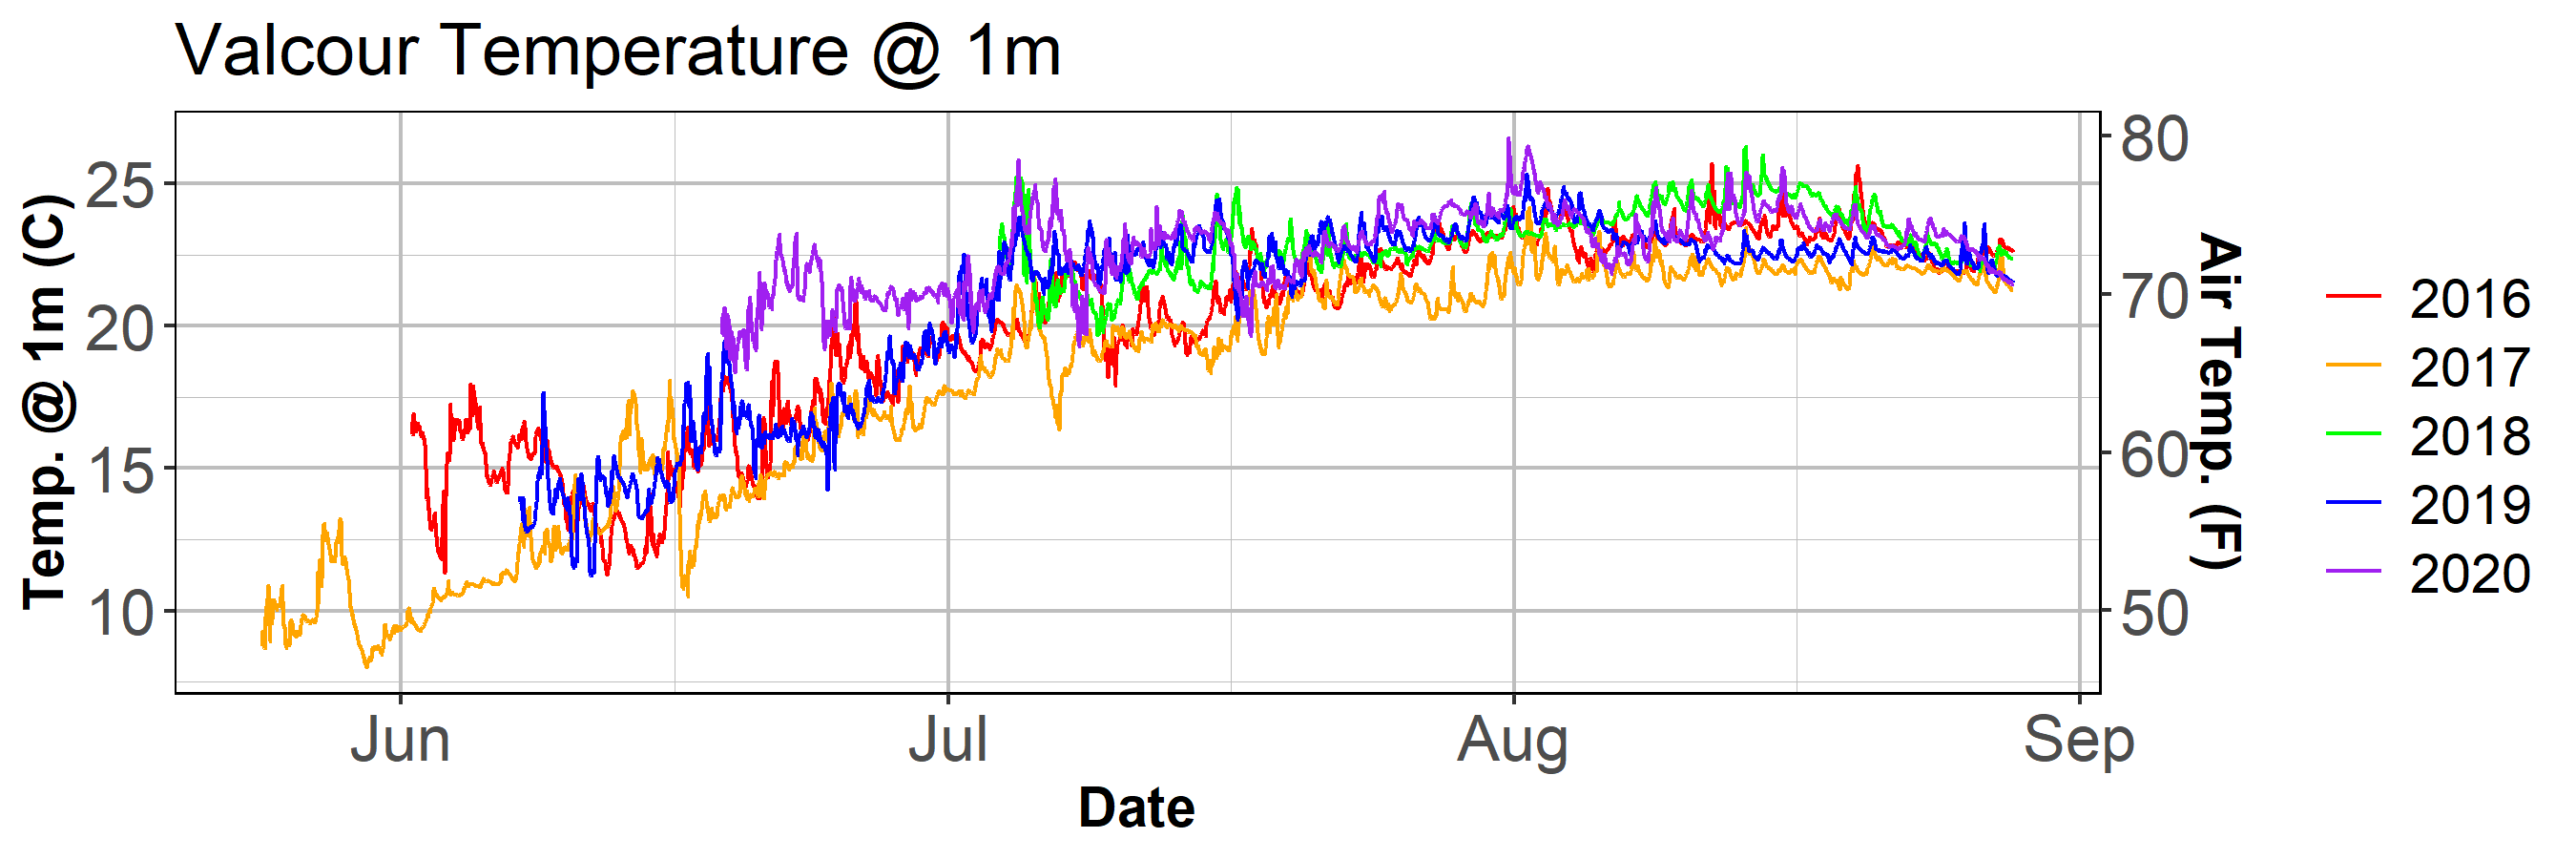 Valcour Temperature @ 1m
Temp. @ 1m (C)
25
20
15
10
80
70
60
50
Air Temp. (F)
Jun
Jul
Aug
Sep
Date
2016
2017
2018
2019
2020